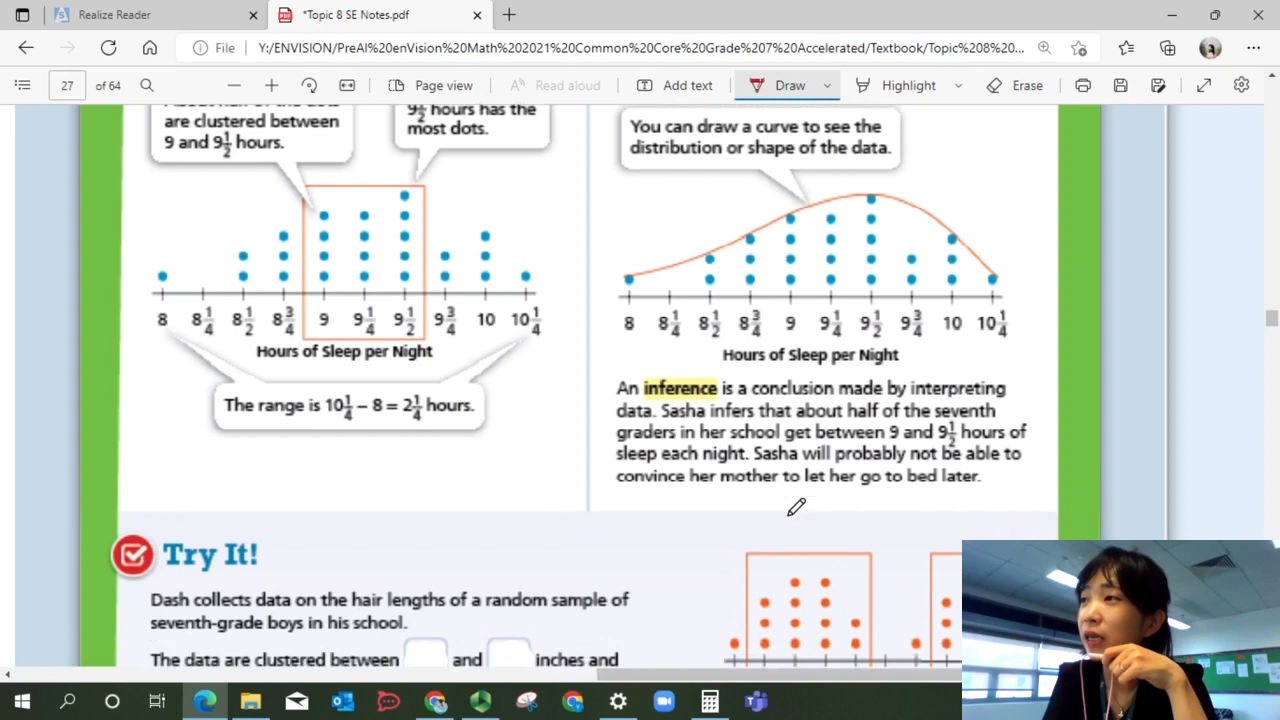 Realize Reader
*Topic 8 SE Notes.pdf
File
Y:/ENVISION/PreAl%20enVision%20Math%202021%20Common%20Core%20Grade%207%20Accelerated/Textbook/Topic%208%20...
27 of 64
Page view
Read aloud
Add text
Draw
Highlight
Erase
are clustered between
9 and 9 1/2 hours.
9 1/2 hours has the
most dots.
8 8 1/4 8 1/2 8 3/4 9 9 1/4 9 1/2 9 3/4 10 10 1/4
Hours of Sleep per Night
The range is 10 1/4 − 8 = 2 1/4 hours.
You can draw a curve to see the
distribution or shape of the data.
8 8 1/4 8 1/2 8 3/4 9 9 1/4 9 1/2 9 3/4 10 10 1/4
Hours of Sleep per Night
An inference is a conclusion made by interpreting
data. Sasha infers that about half of the seventh
graders in her school get between 9 and 9 1/2 hours of
sleep each night. Sasha will probably not be able to
convince her mother to let her go to bed later.
Try It!
Dash collects data on the hair lengths of a random sample of
seventh-grade boys in his school.
The data are clustered between and inches and